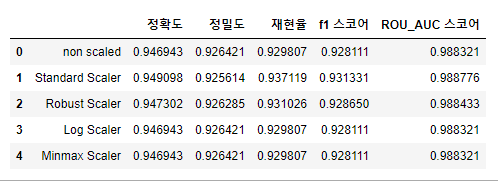 정확도 정밀도 재현율 f1 스코어 ROU_AUC 스코어
0 non scaled 0.946943 0.926421 0.929807 0.928111 0.988321
1 Standard Scaler 0.949098 0.925614 0.937119 0.931331 0.988776
2 Robust Scaler 0.947302 0.926285 0.931026 0.928650 0.988433
3 Log Scaler 0.946943 0.926421 0.929807 0.928111 0.988321
4 Minmax Scaler 0.946943 0.926421 0.929807 0.928111 0.988321